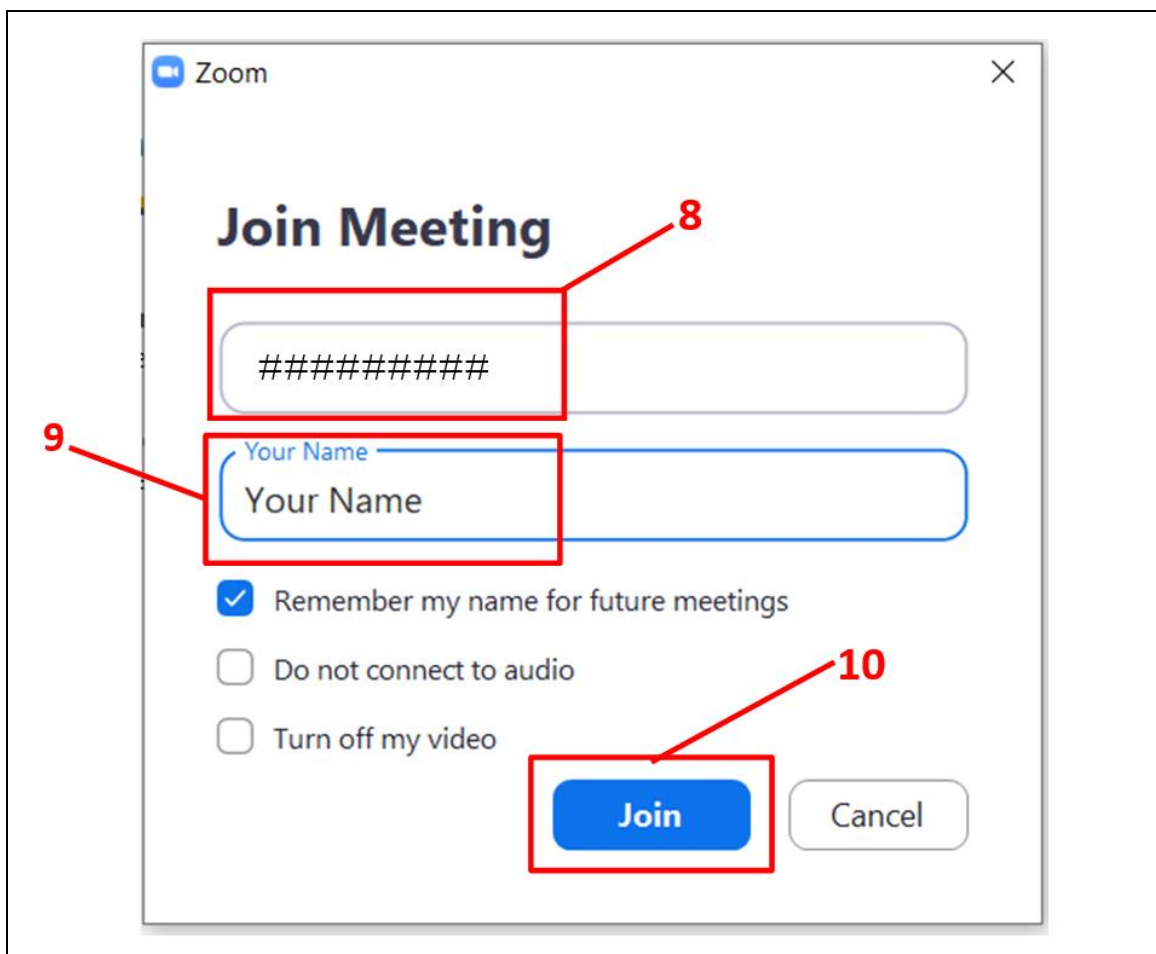 Zoom
Join Meeting
8
#########
9
Your Name
Your Name
Remember my name for future meetings
Do not connect to audio
10
Turn off my video
Join
Cancel